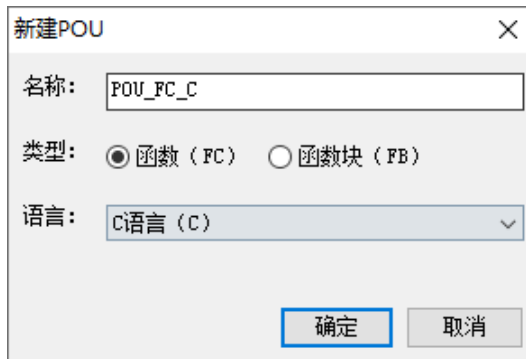 新建POU
名称：
POU_FC_C
类型：
函数（FC） 函数块（FB）
语言：
C语言（C）
确定 取消